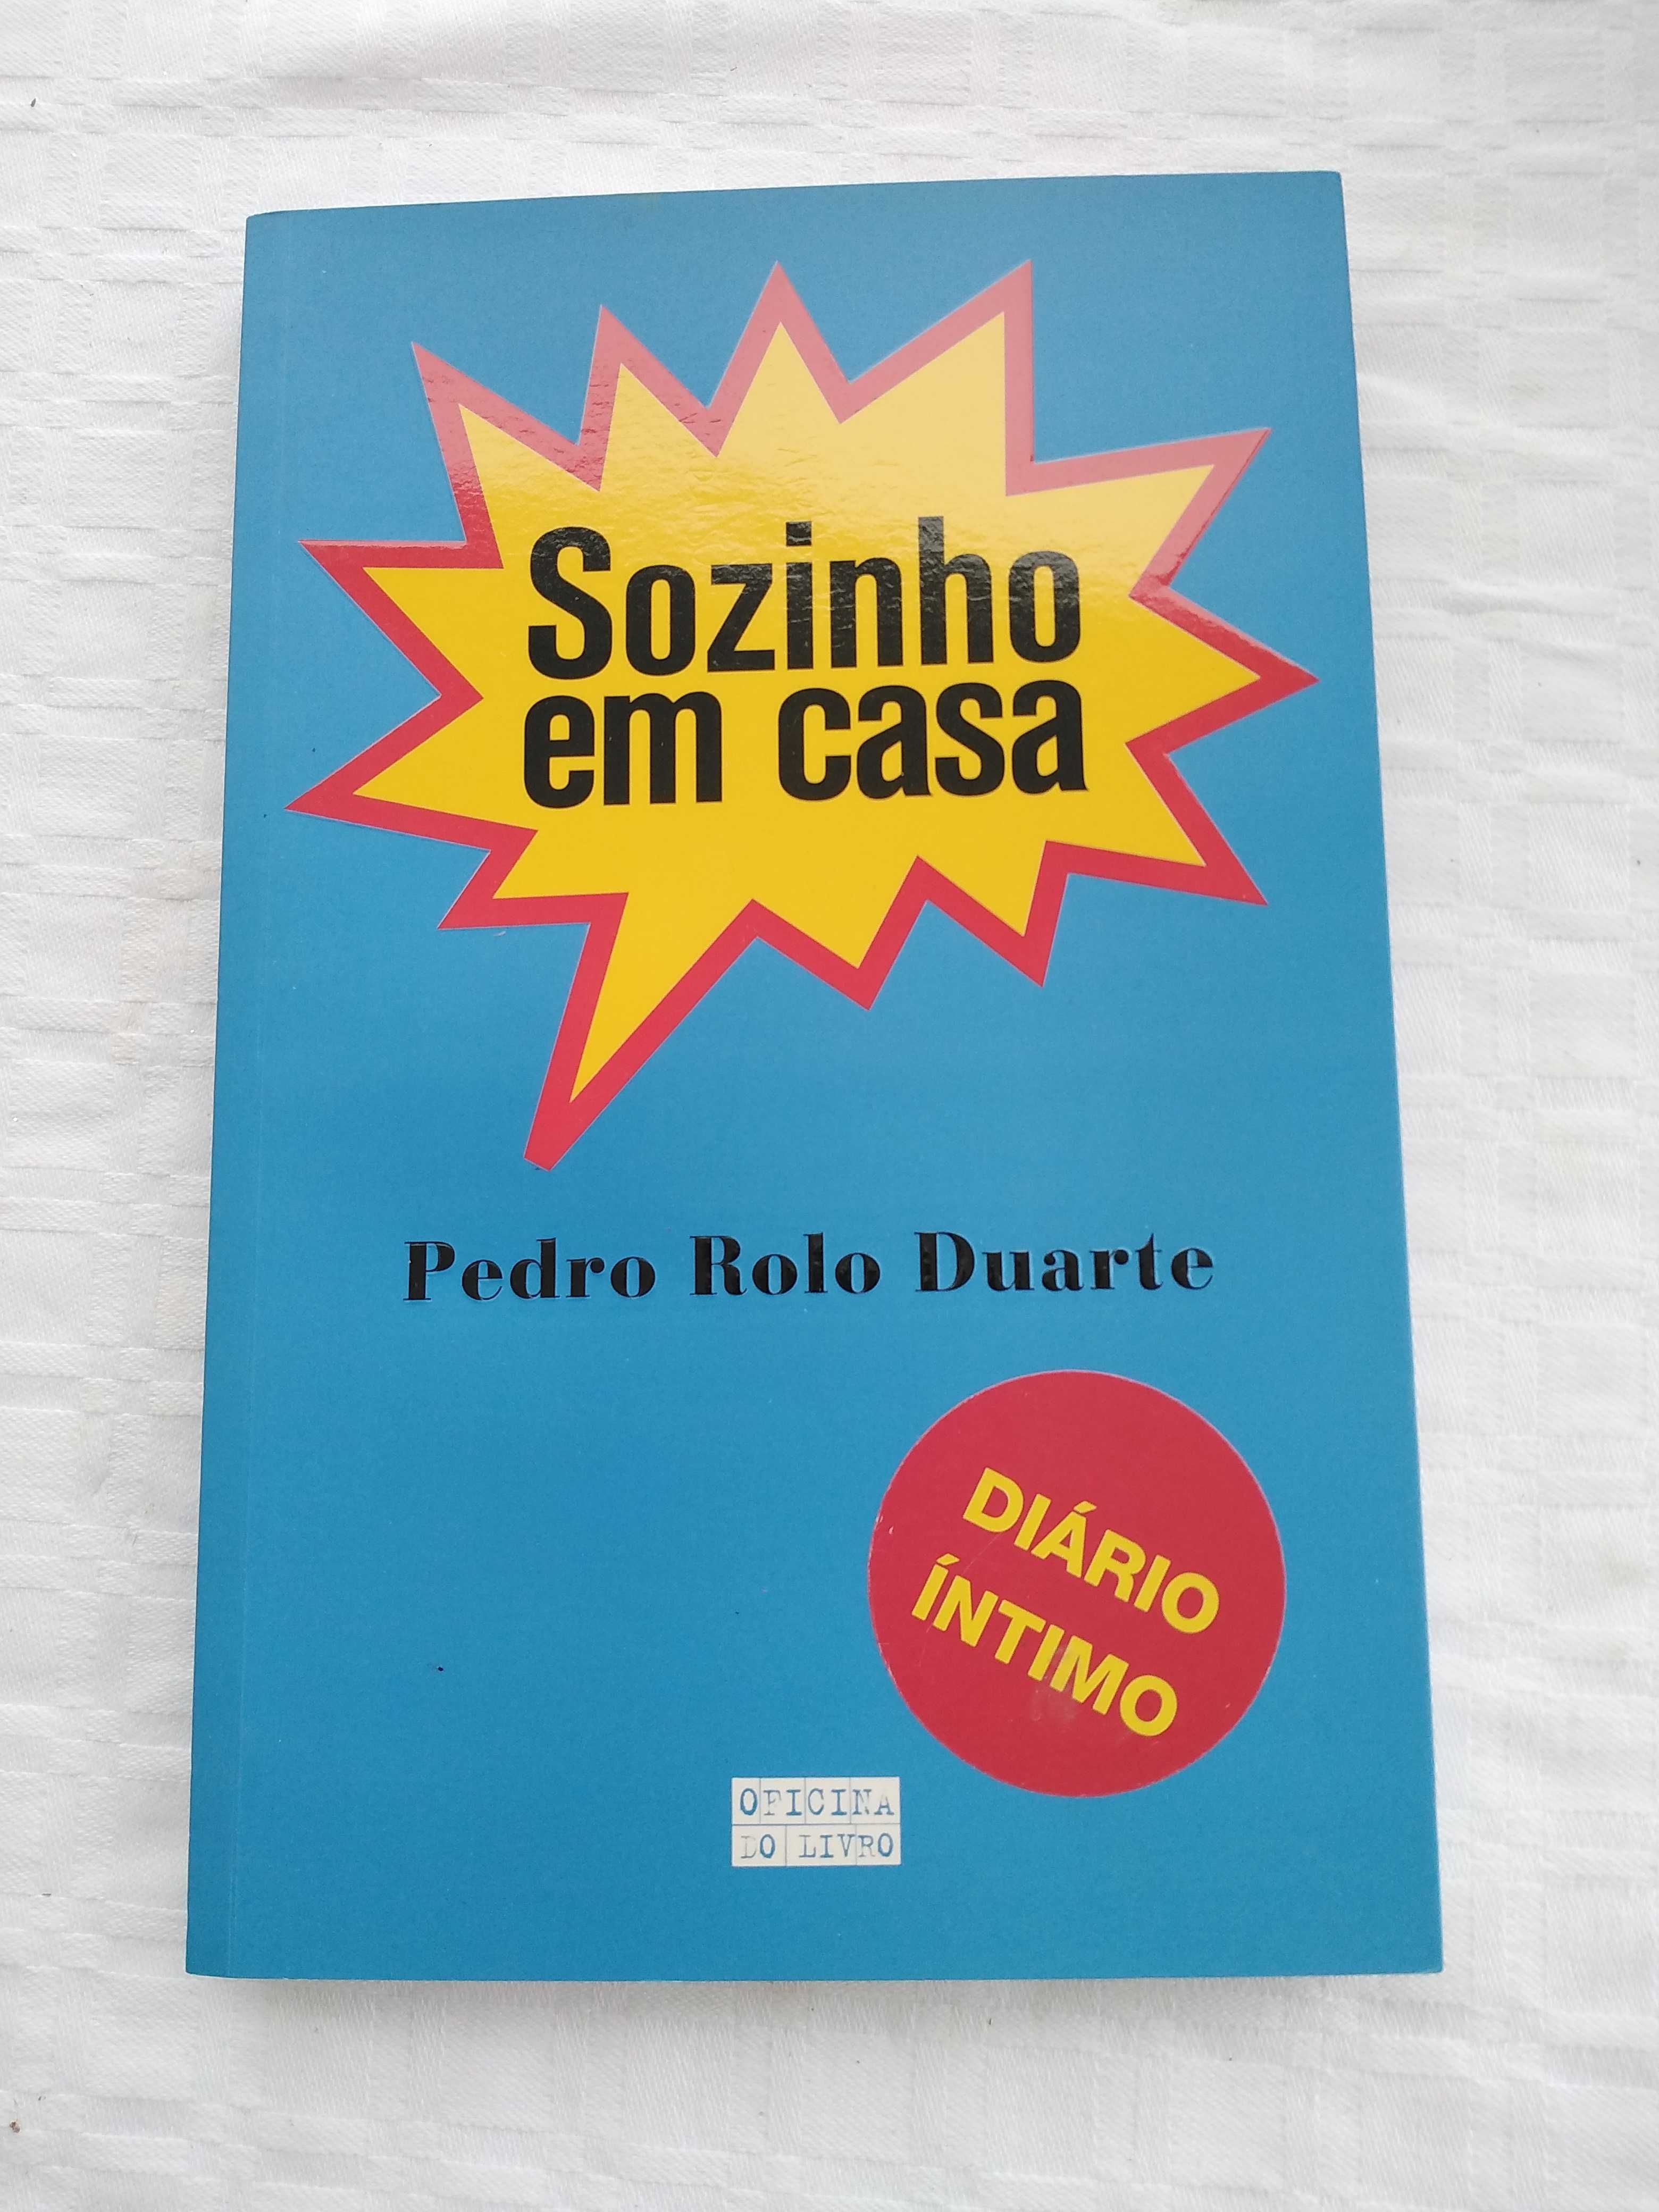 Sozinho
em casa
Pedro Rolo Duarte
DIÁRIO
ÍNTIMO
OFICINA
DO LIVRO